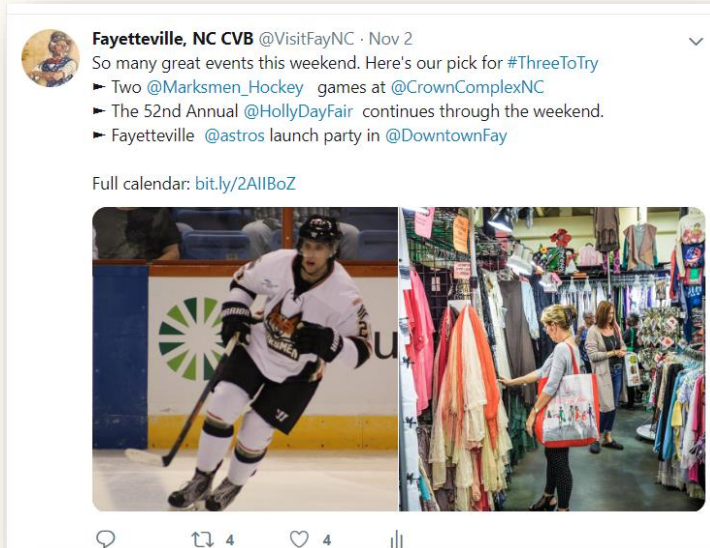 Fayetteville, NC CVB @VisitFayNC · Nov 2
So many great events this weekend. Here's our pick for #ThreeToTry
► Two @Marksmen_Hockey games at @CrownComplexNC
► The 52nd Annual @HollyDayFair continues through the weekend.
► Fayetteville @astros launch party in @DowntownFay
Full calendar: bit.ly/2AIIBoZ
4 4